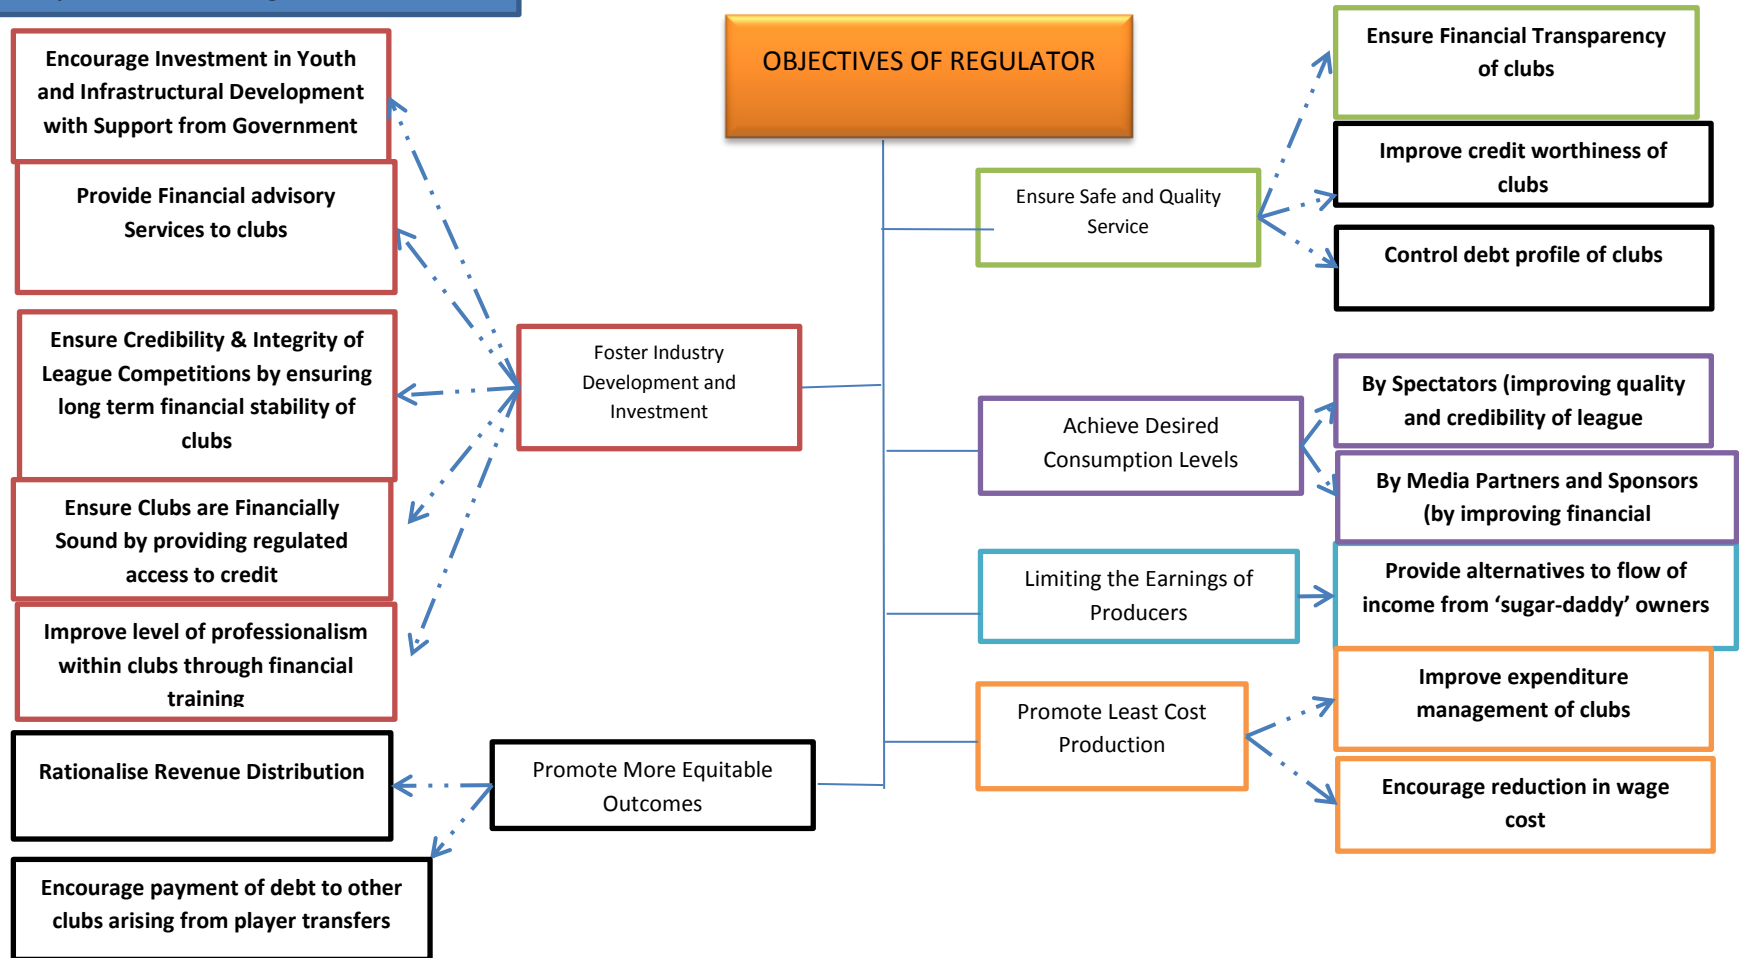 OBJECTIVES OF REGULATOR
Encourage Investment in Youth
and Infrastructural Development
with Support from Government
Provide Financial advisory
Services to clubs
Ensure Credibility & Integrity of
League Competitions by ensuring
long term financial stability of
clubs
Ensure Clubs are Financially
Sound by providing regulated
access to credit
Improve level of professionalism
within clubs through financial
training
Rationalise Revenue Distribution
Encourage payment of debt to other
clubs arising from player transfers
Foster Industry
Development and
Investment
Promote More Equitable
Outcomes
Ensure Safe and Quality
Service
Achieve Desired
Consumption Levels
Limiting the Earnings of
Producers
Promote Least Cost
Production
Ensure Financial Transparency
of clubs
Improve credit worthiness of
clubs
Control debt profile of clubs
By Spectators (improving quality
and credibility of league
By Media Partners and Sponsors
(by improving financial
Provide alternatives to flow of
income from ‘sugar-daddy’ owners
Improve expenditure
management of clubs
Encourage reduction in wage
cost